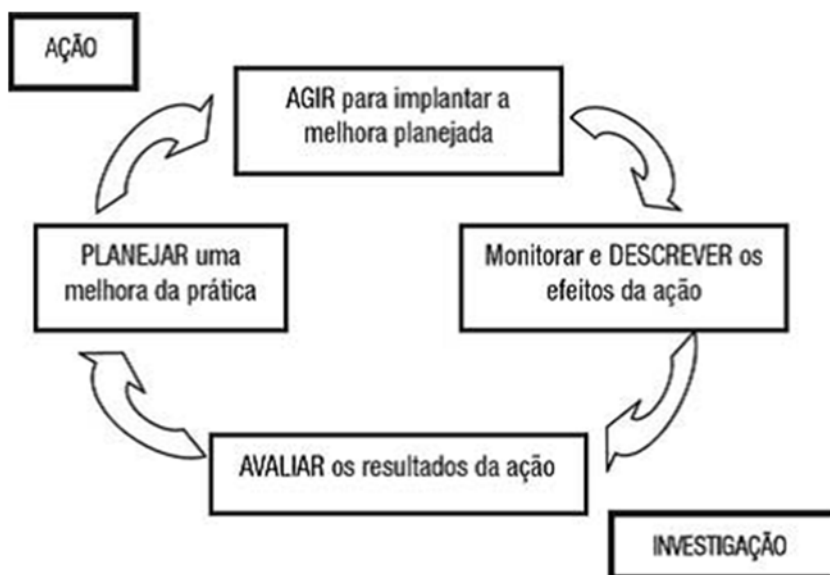 AÇÃO
AGIR para implantar a
melhora planejada
PLANEJAR uma
melhora da prática
Monitorar e DESCREVER os
efeitos da ação
AVALIAR os resultados da ação
INVESTIGAÇÃO